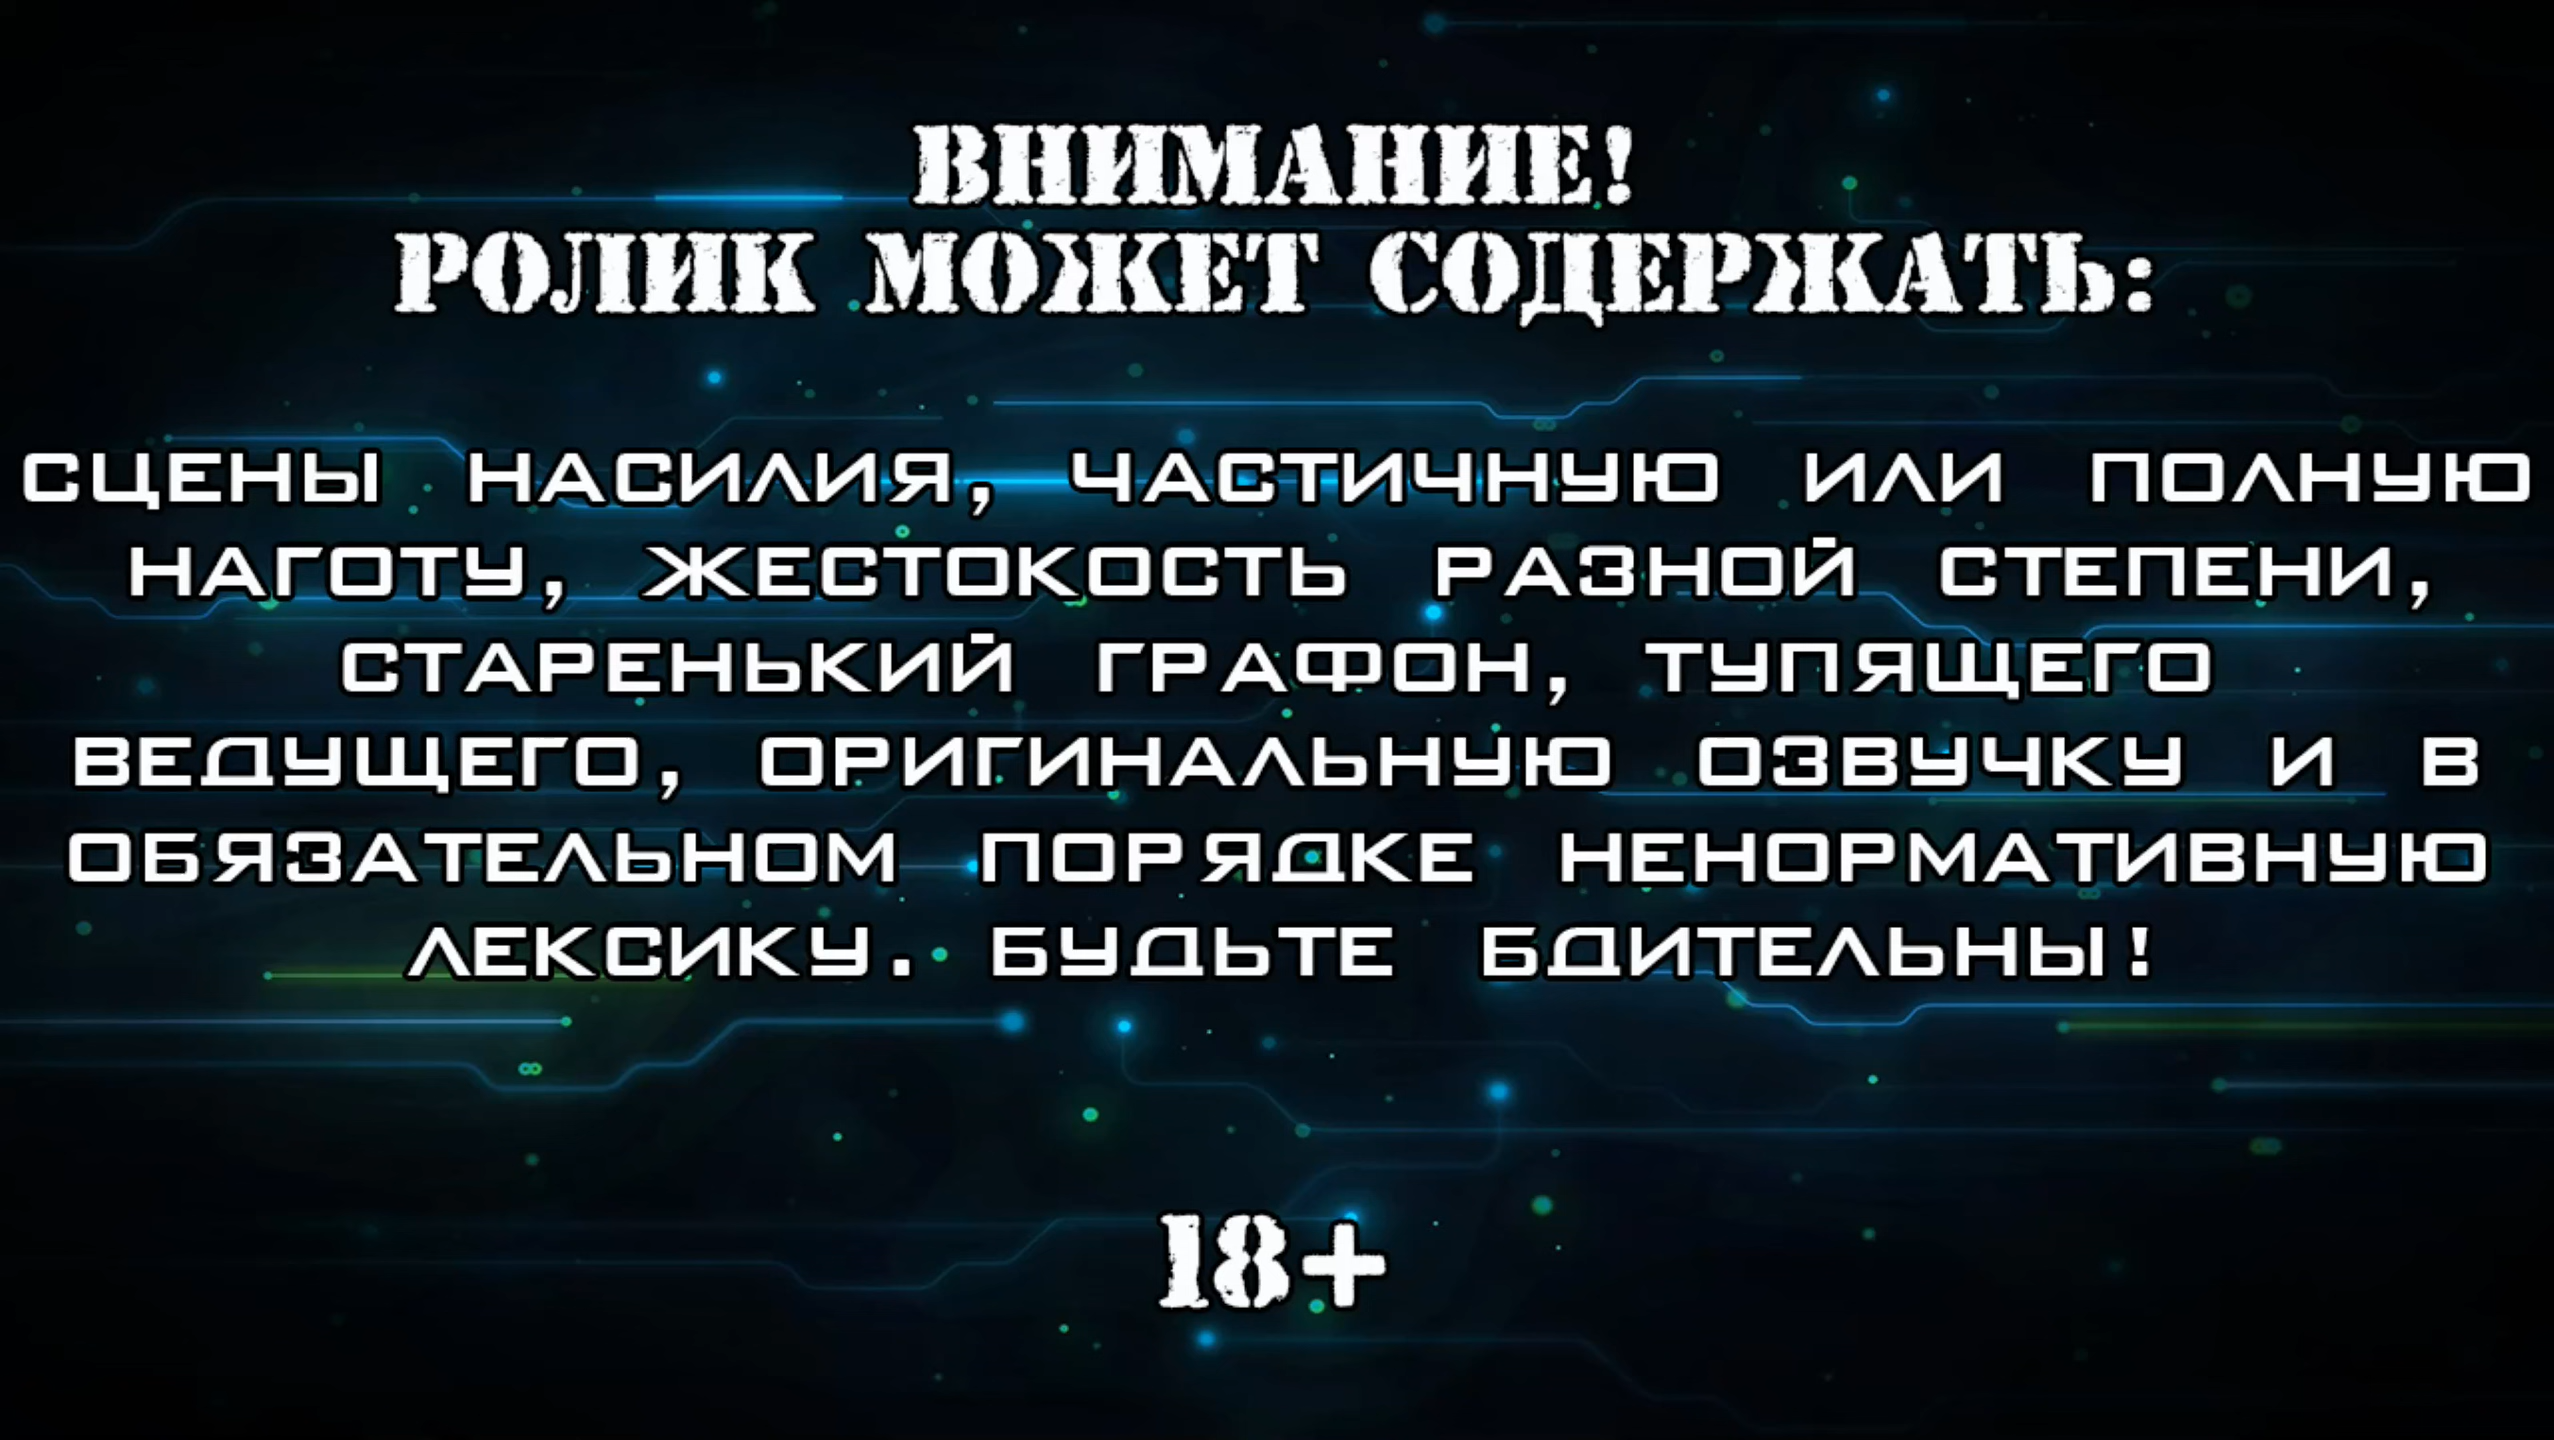 ВНИМАНИЕ!
РОЛИК МОЖЕТ СОДЕРЖАТЬ:
СЦЕНЫ НАСИЛИЯ, ЧАСТИЧНУЮ ИЛИ ПОЛНУЮ
НАГОТУ, ЖЕСТОКОСТЬ РАЗНОЙ СТЕПЕНИ,
СТАРЕНЬКИЙ ГРАФОН, ТУПЯЩЕГО
ВЕДУЩЕГО, ОРИГИНАЛЬНУЮ ОЗВУЧКУ И В
ОБЯЗАТЕЛЬНОМ ПОРЯДКЕ НЕНОРМАТИВНУЮ
ЛЕКСИКУ. БУДЬТЕ БДИТЕЛЬНЫ!
18+